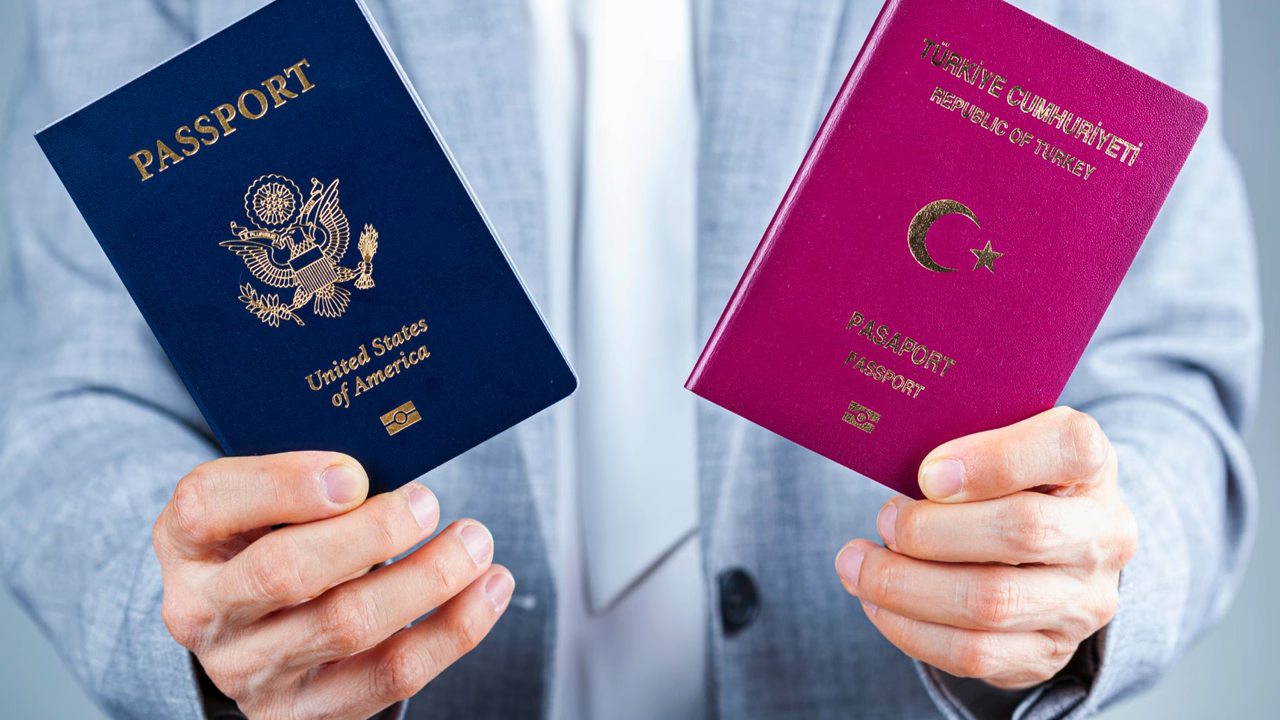 PASSPORT
United States
of America
TÜRKİYE CUMHURİYETİ
REPUBLIC OF TURKEY
PASAPORT
PASSPORT